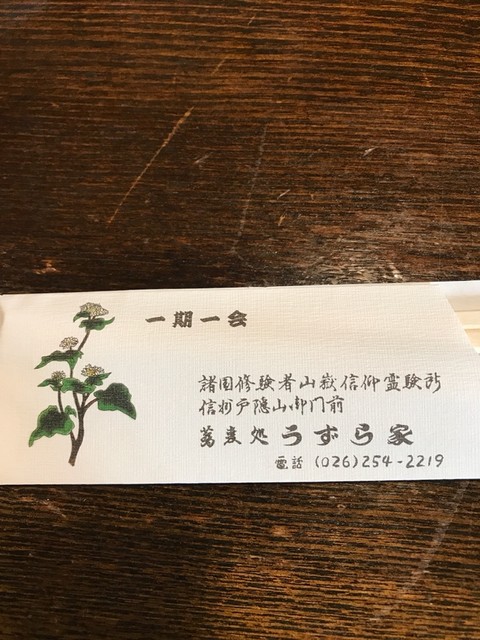 一期一会
諸国修験者山嶽信仰霊験所
信州戸隠山御門前
蕎麦処 うずら家
電話 (026)254-2219